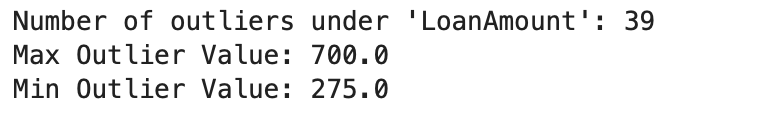 Number of outliers under 'LoanAmount': 39
Max Outlier Value: 700.0
Min Outlier Value: 275.0